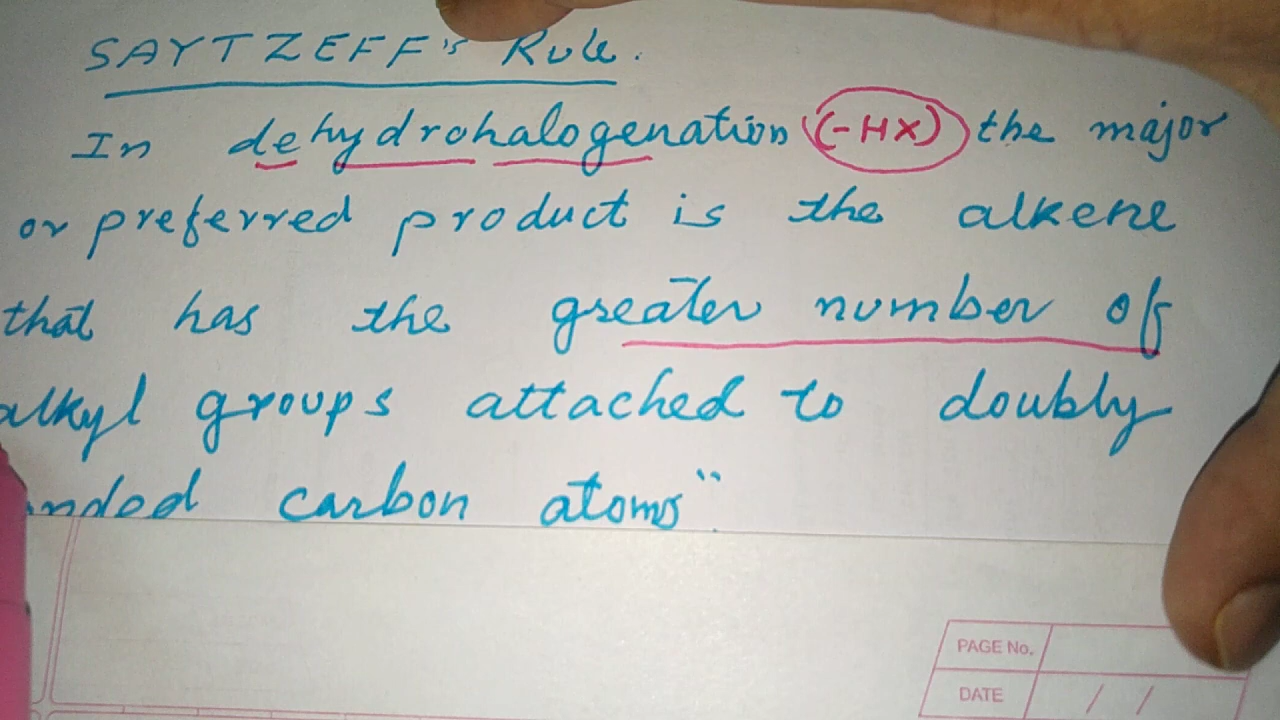 SAYTZEFF's Rule.
In dehydrohalogenation (-HX) the major
or preferred product is the alkene
that has the greater number of
alkyl groups attached to doubly
carbon atoms"
PAGE No.
DATE / /